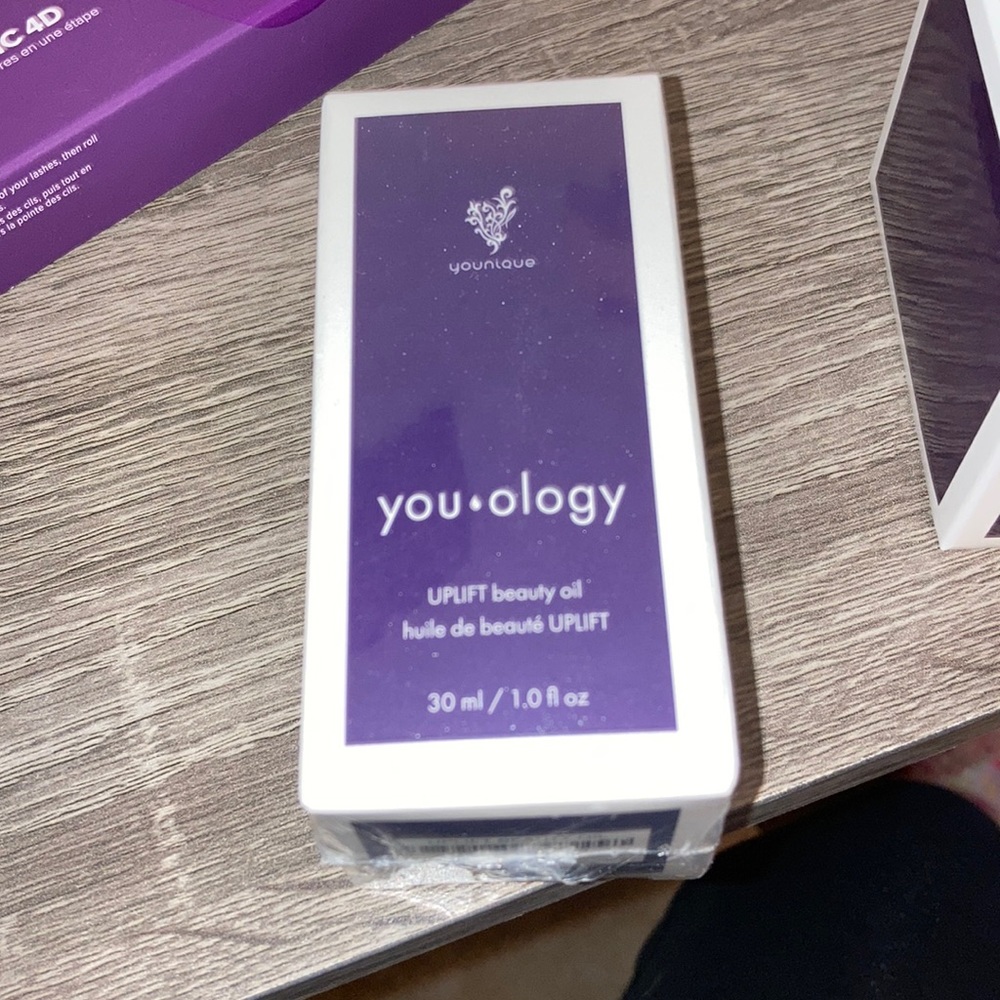 IC 4D
res en une étape
of your lashes, then roll
s.
s des cils, puis tout en
s la pointe des cils.
younique
you•ology
UPLIFT beauty oil
huile de beauté UPLIFT
30 ml / 1.0 fl oz